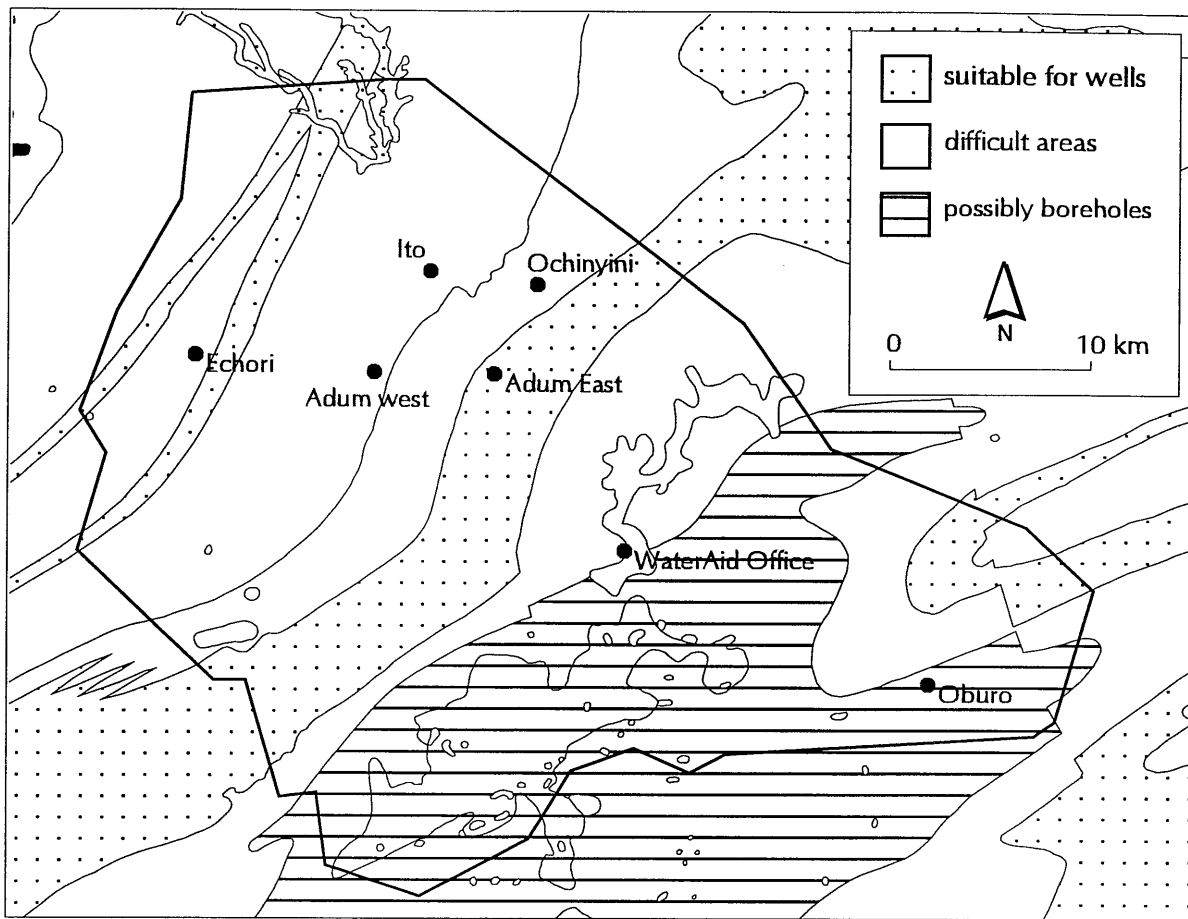 suitable for wells
difficult areas
possibly boreholes
N
0 10 km
Ito
Ochinyini
Echori
Adum west
Adum East
WaterAid Office
Oburo